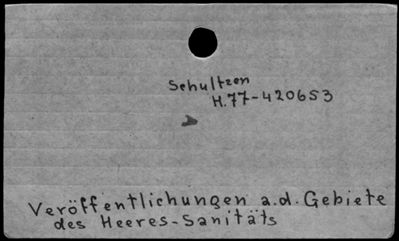 Schultzen
H.77-420653
Veröffentlichungen a.d. Gebiete
des Heeres-Sanitäts